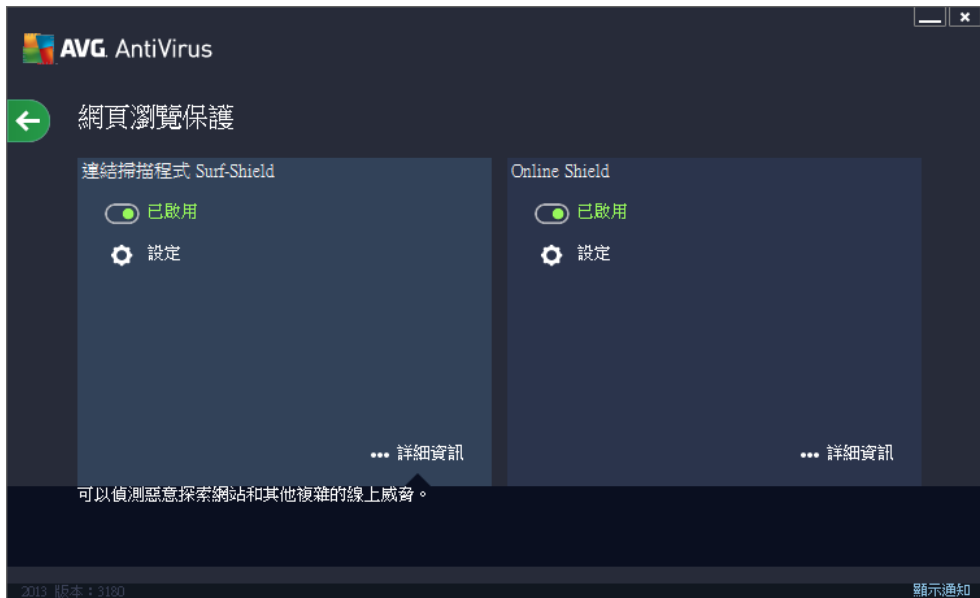 AVG. AntiVirus
網頁瀏覽保護
連結掃描程式 Surf-Shield
已啟用
設定
... 詳細資訊
Online Shield
已啟用
設定
... 詳細資訊
可以偵測惡意探索網站和其他複雜的線上威脅。
2013 版本：3180
顯示通知